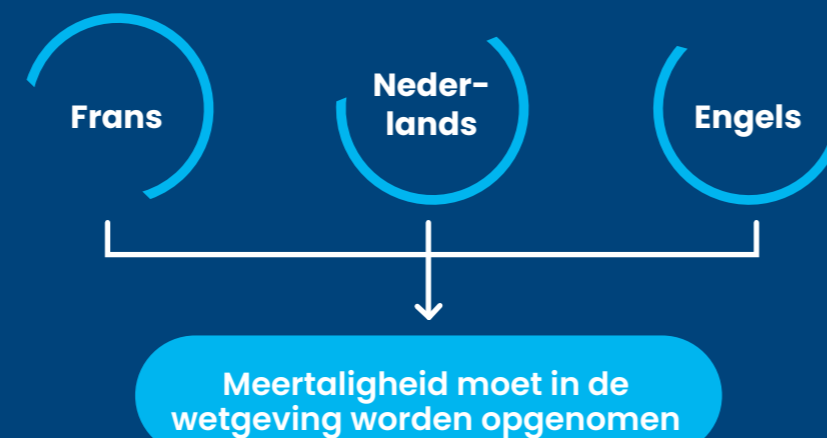 Frans
Neder-
lands
Engels
Meertaligheid moet in de
wetgeving worden opgenomen